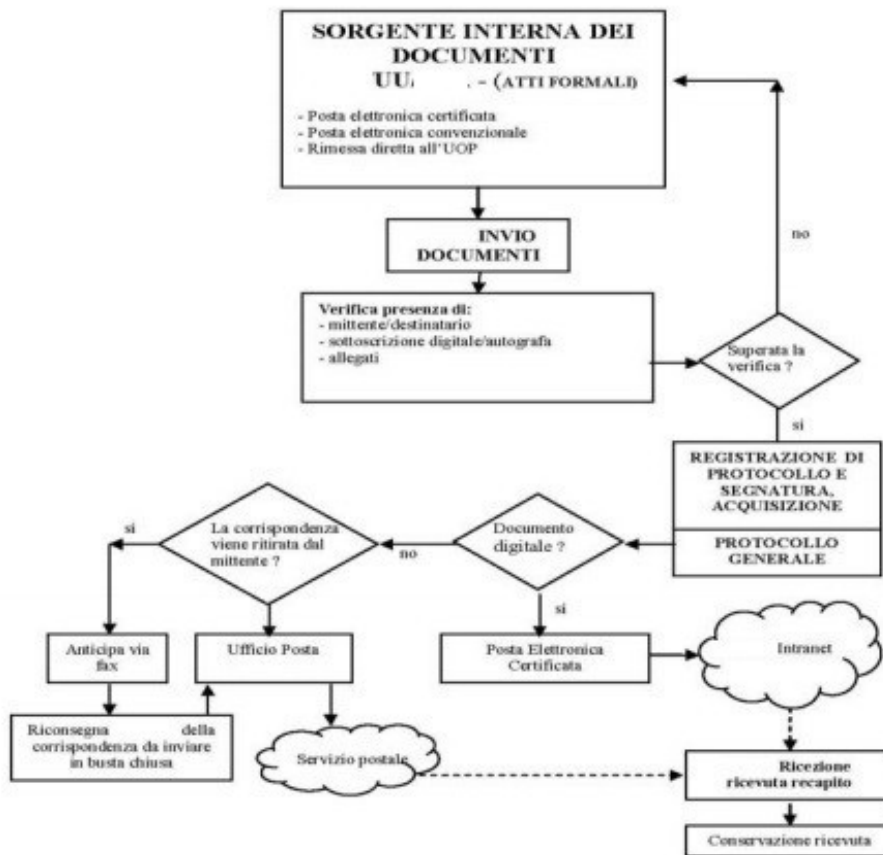 SORGENTE INTERNA DEI
DOCUMENTI
- (ATTI FORMALI)
- Posta elettronica certificata
- Posta elettronica convenzionale
- Rimessa diretta all'UOP
INVIO
DOCUMENTI
no
Verifica presenza di:
- mittente/destinatario
- sottoscrizione digitale/autografa
- allegati
Superata la
verifica ?
si
REGISTRAZIONE DI
PROTOCOLLO E
SEGNATURA,
ACQUISIZIONE
PROTOCOLLO
GENERALE
si
La corrispondenza
viene ritirata dal
mittente ?
no
Documento
digitale ?
si
Anticipa via
fax
Ufficio Posta
Posta Elettronica
Certificata
Intranet
Riconsegna della
corrispondenza da inviare
in busta chiusa
Servizio postale
Ricezione
ricevuta recapito
Conservazione ricevuta